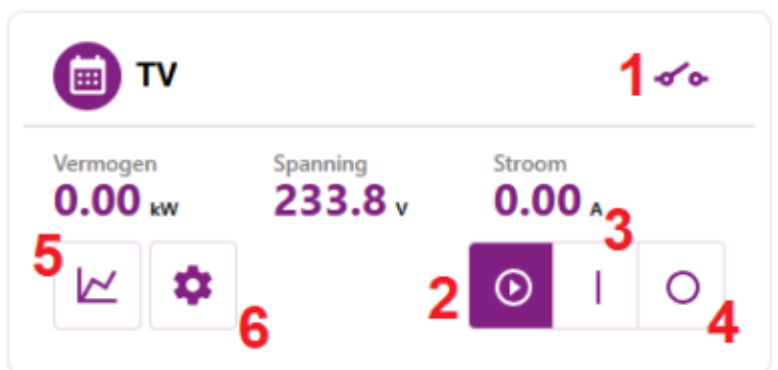 TV 1
Vermogen Spanning Stroom
0.00 kW 233.8 V 0.00 A
5 3
2
6 4